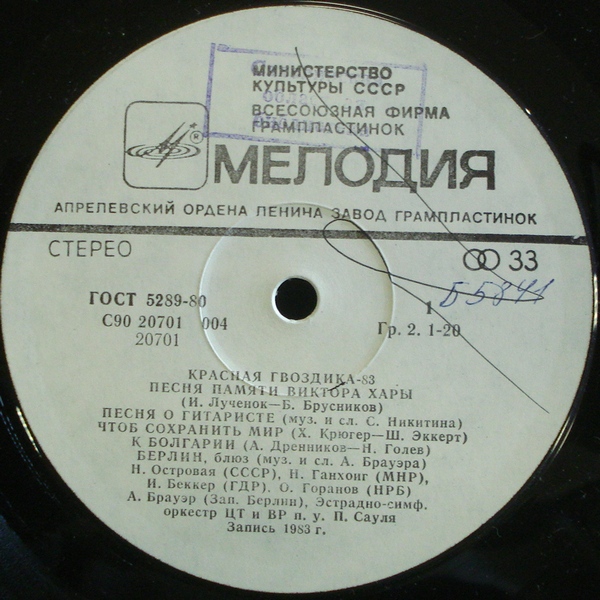 МИНИСТЕРСТВО
КУЛЬТУРЫ СССР
ВСЕСОЮЗНАЯ ФИРМА
ГРАМПЛАСТИНОК
® МЕЛОДИЯ
АПРЕЛЕВСКИЙ ОРДЕНА ЛЕНИНА ЗАВОД ГРАМПЛАСТИНОК
СТЕРЕО 33
ГОСТ 5289-80 1
С90 20701 004 Гр. 2. 1-20
20701
КРАСНАЯ ГВОЗДИКА-83
ПЕСНЯ ПАМЯТИ ВИКТОРА ХАРЫ
(И. Лученок—Б. Брусников)
ПЕСНЯ О ГИТАРИСТЕ (муз. и сл. С. Никитина)
ЧТОБ СОХРАНИТЬ МИР (Х. Крюгер—Ш. Эккерт)
К БОЛГАРИИ (А. Дренников—Н. Голев)
БЕРЛИН, блюз (муз. и сл. А. Брауэра)
Н. Островая (СССР), Н. Ганхонг (МНР),
И. Беккер (ГДР). О. Горанов (НРБ)
А. Брауэр (Зап. Берлин), Эстрадно-симф.
оркестр ЦТ и ВР п. у. П. Сауля
Запись 1983 г.